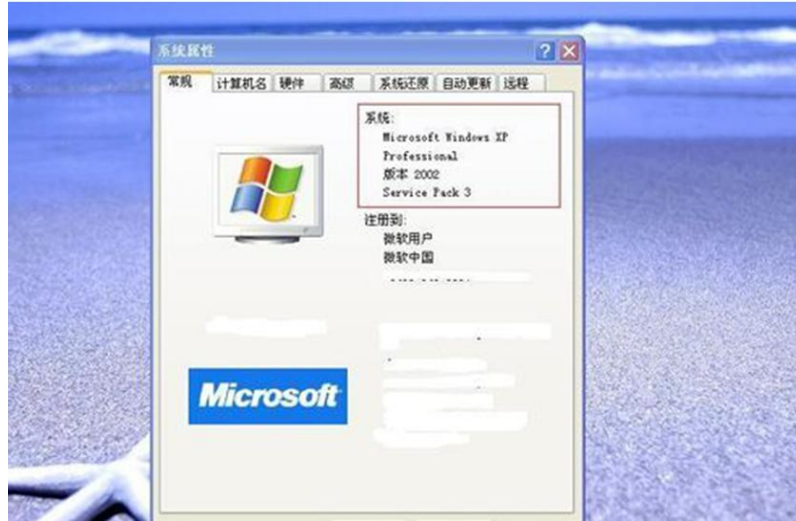 系统属性
常规 计算机名 硬件 高级 系统还原 自动更新 远程
系统:
Microsoft Windows XP
Professional
版本 2002
Service Pack 3
注册到:
微软用户
微软中国
Microsoft